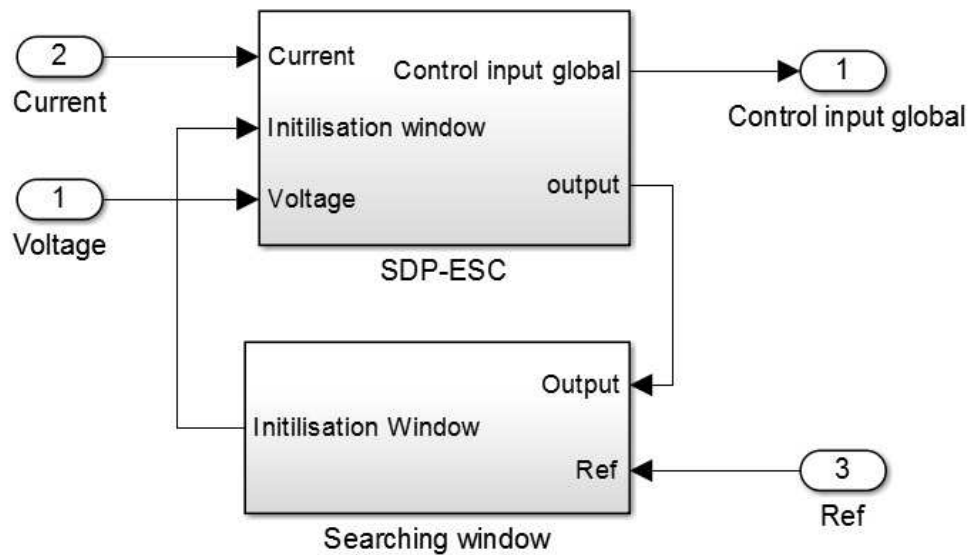 2
Current
1
Voltage
Current
Initilisation window
Voltage
Control input global
output
SDP-ESC
1
Control input global
Initilisation Window
Output
Ref
Searching window
3
Ref